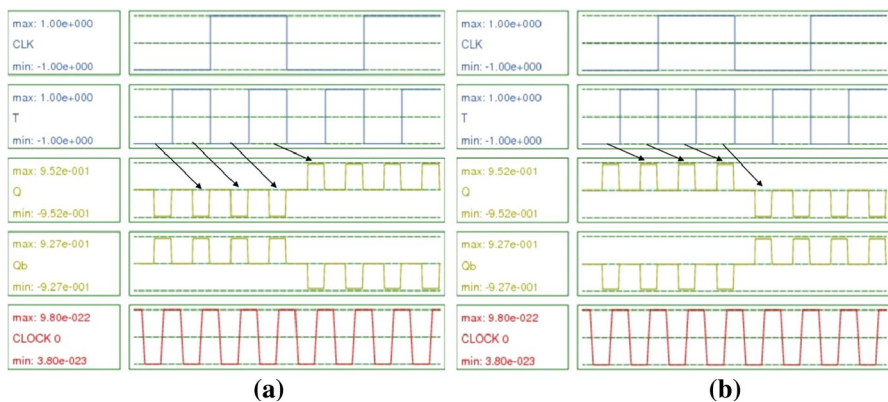 max: 1.00e+000
CLK
min: -1.00e+000
max: 1.00e+000
T
min: -1.00e+000
max: 9.52e-001
Q
min: -9.52e-001
max: 9.27e-001
Qb
min: -9.27e-001
max: 9.80e-022
CLOCK 0
min: 3.80e-023
(a)
max: 1.00e+000
CLK
min: -1.00e+000
max: 1.00e+000
T
min: -1.00e+000
max: 9.52e-001
Q
min: -9.52e-001
max: 9.27e-001
Qb
min: -9.27e-001
max: 9.80e-022
CLOCK 0
min: 3.80e-023
(b)